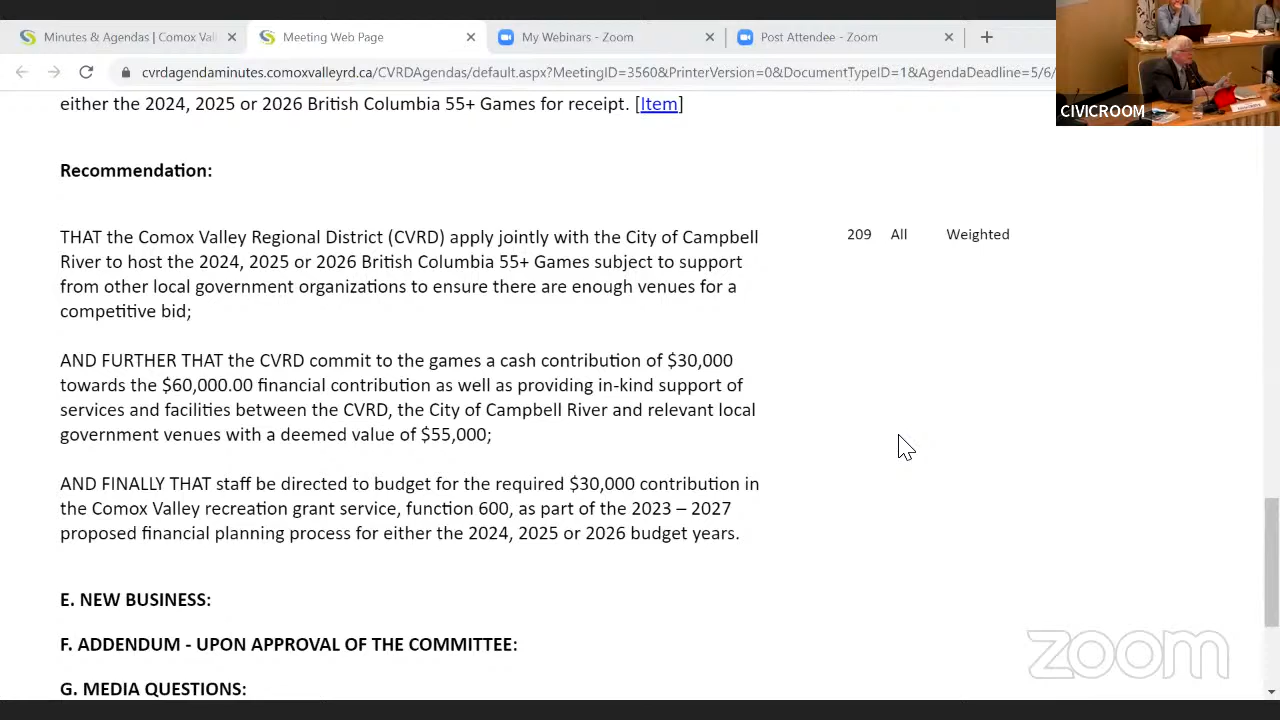 Minutes & Agendas | Comox Val
Meeting Web Page
My Webinars - Zoom
Post Attendee - Zoom
cvrdagendaminutes.comoxvalleyrd.ca/CVRDAgendas/default.aspx?MeetingID=3560&PrinterVersion=0&DocumentTypeID=1&AgendaDeadline=5/6/
CIVICROOM
either the 2024, 2025 or 2026 British Columbia 55+ Games for receipt. [Item]
Recommendation:
THAT the Comox Valley Regional District (CVRD) apply jointly with the City of Campbell 209 All Weighted
River to host the 2024, 2025 or 2026 British Columbia 55+ Games subject to support
from other local government organizations to ensure there are enough venues for a
competitive bid;
AND FURTHER THAT the CVRD commit to the games a cash contribution of $30,000
towards the $60,000.00 financial contribution as well as providing in-kind support of
services and facilities between the CVRD, the City of Campbell River and relevant local
government venues with a deemed value of $55,000;
AND FINALLY THAT staff be directed to budget for the required $30,000 contribution in
the Comox Valley recreation grant service, function 600, as part of the 2023 – 2027
proposed financial planning process for either the 2024, 2025 or 2026 budget years.
E. NEW BUSINESS:
F. ADDENDUM - UPON APPROVAL OF THE COMMITTEE:
G. MEDIA QUESTIONS:
zoom